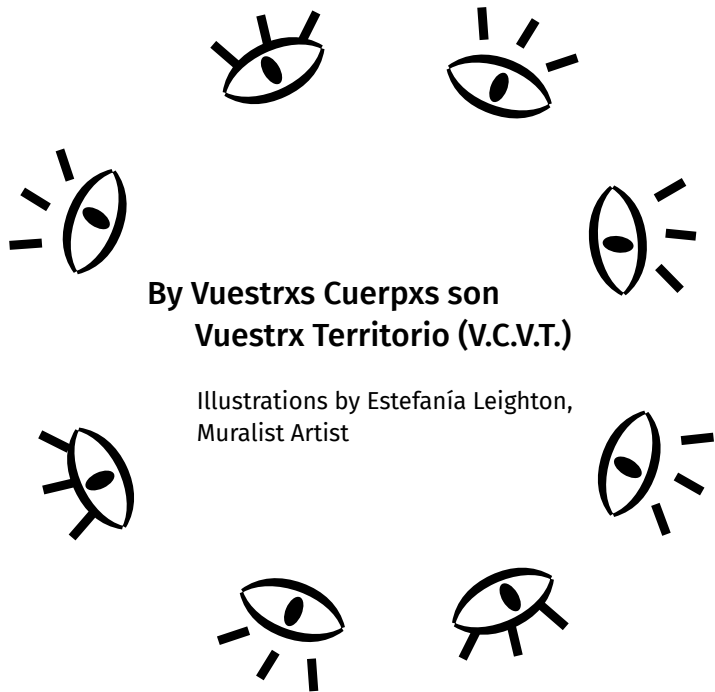 By Vuestrxs Cuerpxs son
Vuestrx Territorio (V.C.V.T.)
Illustrations by Estefanía Leighton,
Muralist Artist